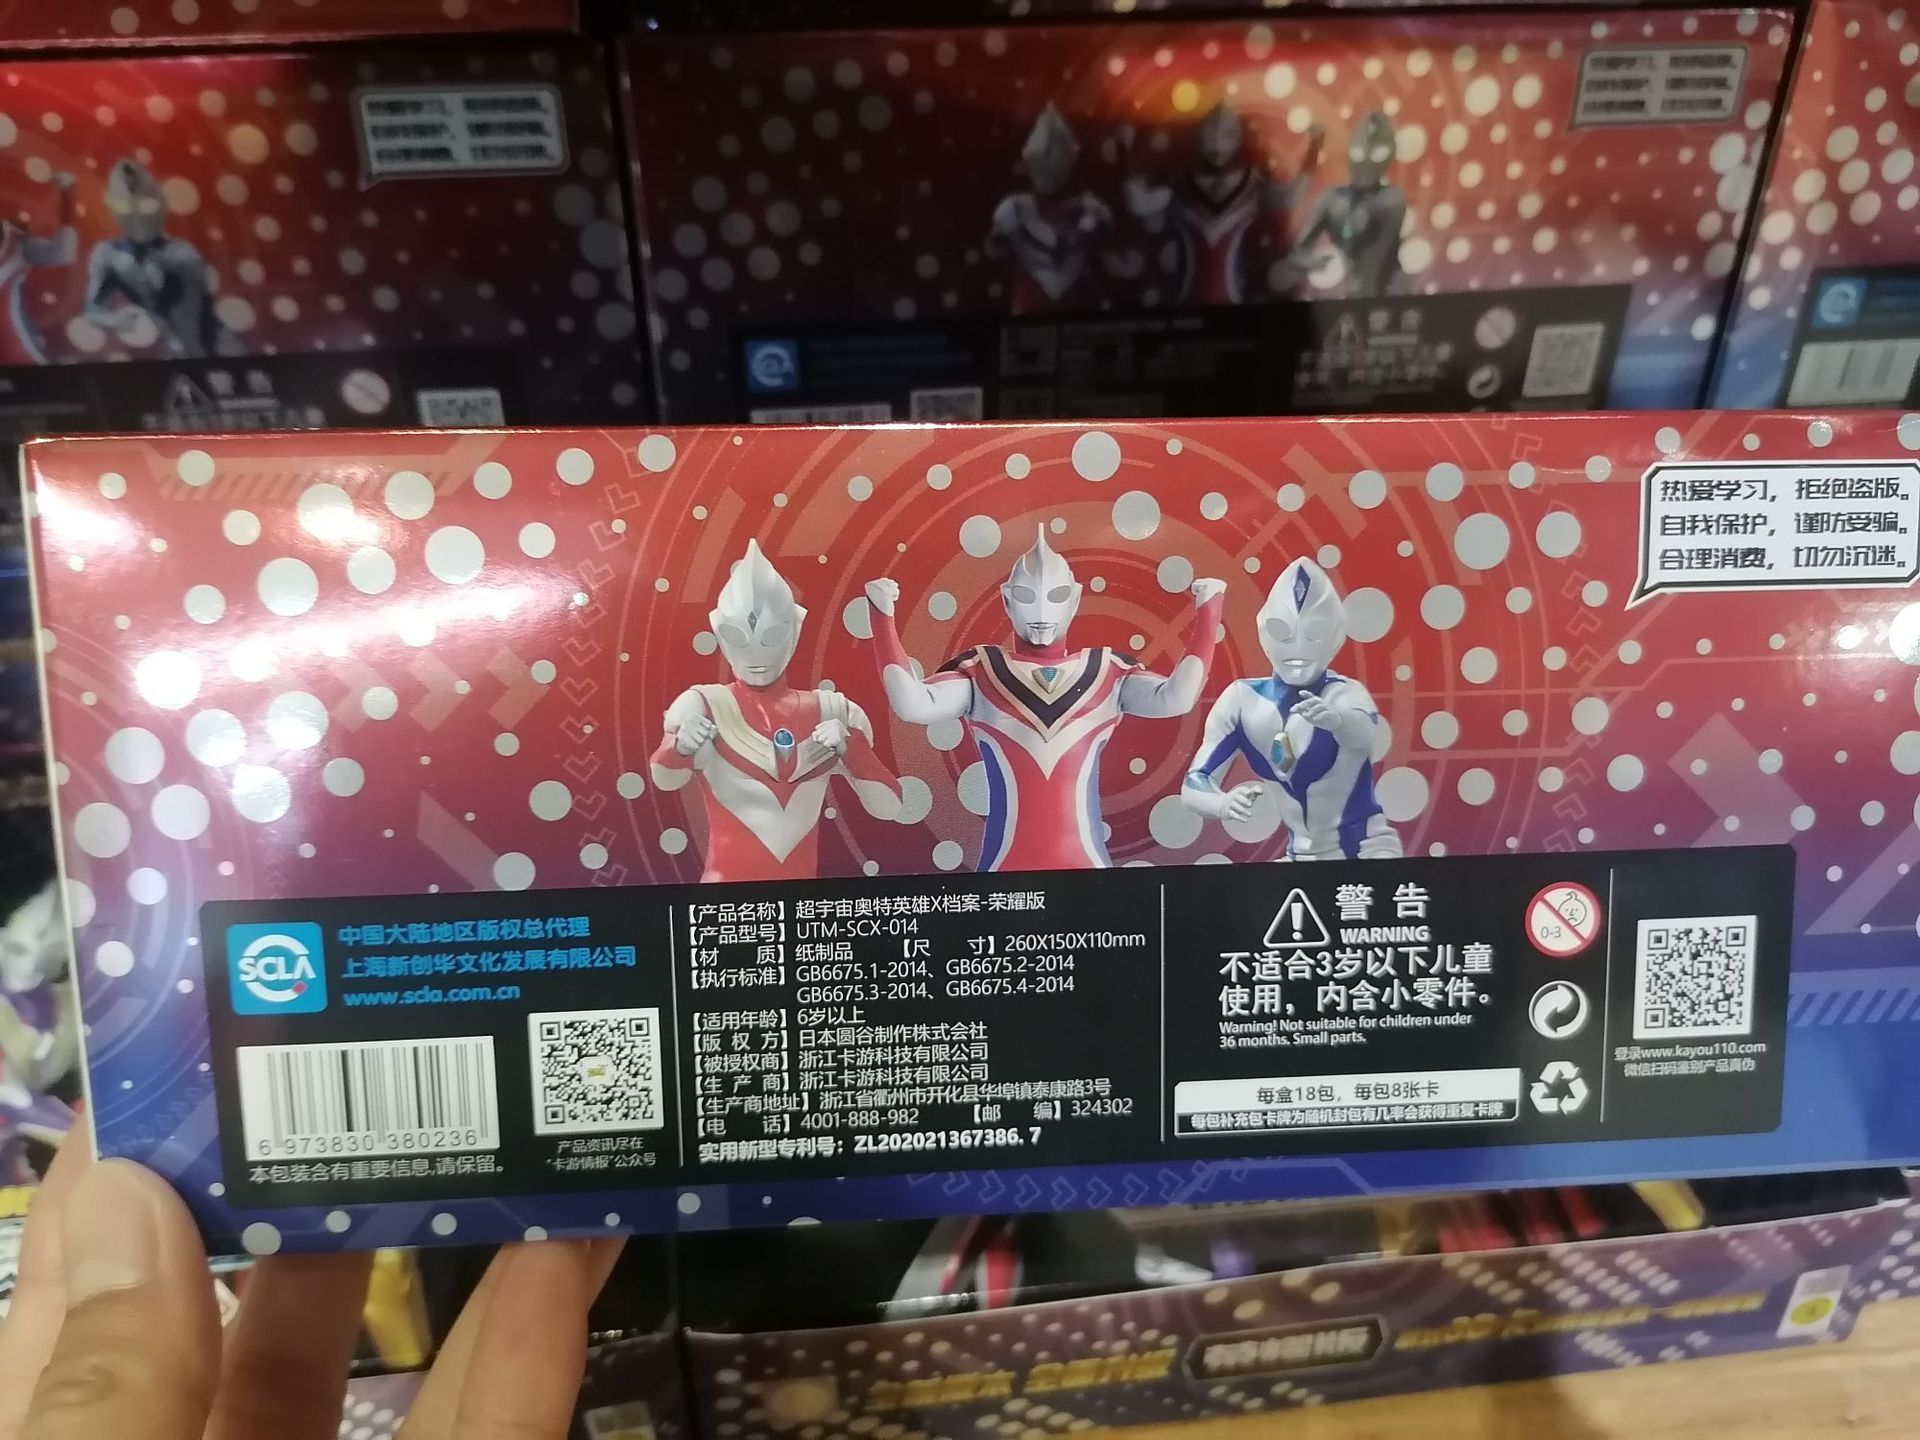 热爱学习，拒绝盗版。
自我保护，谨防受骗。
合理消费，切勿沉迷。
SCLA
中国大陆地区版权总代理
上海新创华文化发展有限公司
www.scla.com.cn
6 973830 380236
本包装含有重要信息,请保留。
产品资讯尽在
“卡游情报”公众号
【产品名称】超宇宙奥特英雄X档案-荣耀版
【产品型号】UTM-SCX-014
【材 质】纸制品 【尺 寸】260X150X110mm
【执行标准】GB6675.1-2014、GB6675.2-2014
GB6675.3-2014、GB6675.4-2014
【适用年龄】6岁以上
【版 权 方】日本圆谷制作株式会社
【被授权商】浙江卡游科技有限公司
【生 产 商】浙江卡游科技有限公司
【生产商地址】浙江省衢州市开化县华埠镇泰康路3号
【电 话】4001-888-982 【邮 编】324302
实用新型专利号：ZL202021367386.7
警告
WARNING
不适合3岁以下儿童
使用，内含小零件。
Warning! Not suitable for children under
36 months. Small parts.
每盒18包，每包8张卡
每包补充包卡牌为随机封包有几率会获得重复卡牌
0-3
登录www.kayou110.com
微信扫码鉴别产品真伪
警告
警告